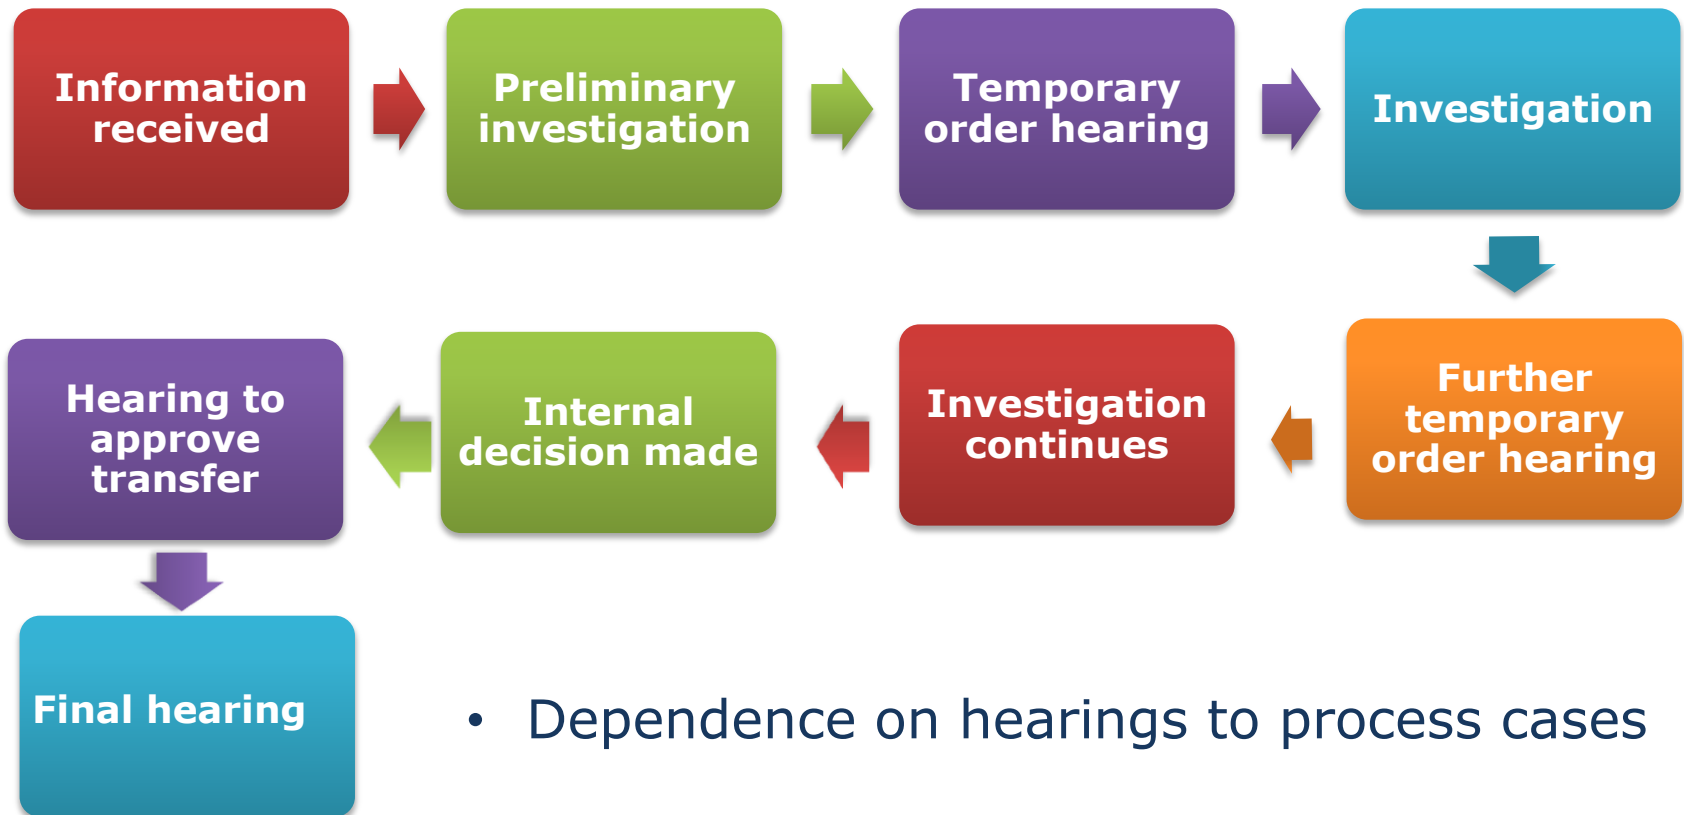 Information
received
Preliminary
investigation
Temporary
order hearing
Investigation
Further
temporary
order hearing
Investigation
continues
Internal
decision made
Hearing to
approve
transfer
Final hearing
• Dependence on hearings to process cases